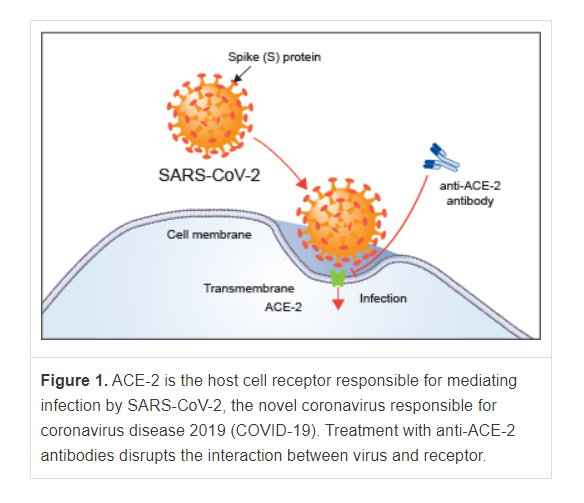 Spike (S) protein
SARS-CoV-2
anti-ACE-2
antibody
Cell membrane
Transmembrane
ACE-2
Infection
Figure 1. ACE-2 is the host cell receptor responsible for mediating
infection by SARS-CoV-2, the novel coronavirus responsible for
coronavirus disease 2019 (COVID-19). Treatment with anti-ACE-2
antibodies disrupts the interaction between virus and receptor.